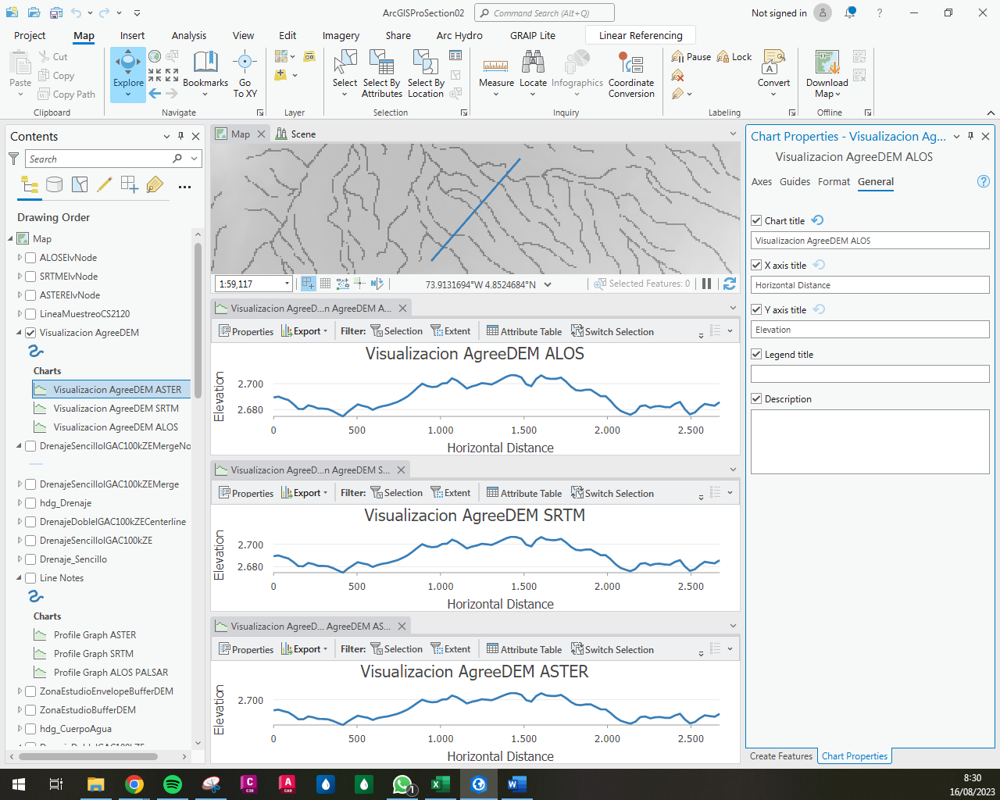 ArcGISProSection02
Command Search (Alt+Q)
Not signed in
?
Project
Map
Insert
Analysis
View
Edit
Imagery
Share
Arc Hydro
GRAIP Lite
Linear Referencing
Paste
Cut
Copy
Copy Path
Clipboard
Explore
Bookmarks
Go
To XY
Navigate
Layer
Select
Select By
Attributes
Select By
Location
Selection
Measure
Locate
Infographics
Coordinate
Conversion
Inquiry
Pause
Lock
Convert
Labeling
Download
Map
Offline
Contents
Search
Drawing Order
Map
ALOSElvNode
SRTMElvNode
ASTERElvNode
LineaMuestreoCS2120
Visualizacion AgreeDEM
Charts
Visualizacion AgreeDEM ASTER
Visualizacion AgreeDEM SRTM
Visualizacion AgreeDEM ALOS
DrenajeSencilloIGAC100kZEMergeNo
DrenajeSencilloIGAC100kZEMerge
hdg_Drenaje
DrenajeDobleIGAC100kZECenterline
DrenajeSencilloIGAC100kZE
Drenaje_Sencillo
Line Notes
Charts
Profile Graph ASTER
Profile Graph SRTM
Profile Graph ALOS PALSAR
ZonaEstudioEnvelopeBufferDEM
ZonaEstudioBufferDEM
hdg_CuerpoAgua
Map
Scene
1:59,117
73.9131694°W 4.8524684°N
Selected Features: 0
Visualizacion AgreeD...n AgreeDEM A...
Properties
Export
Filter:
Selection
Extent
Attribute Table
Switch Selection
Visualizacion AgreeDEM ALOS
Elevation
2.700
2.680
0 500 1.000 1.500 2.000 2.500
Horizontal Distance
Visualizacion AgreeD...n AgreeDEM S...
Properties
Export
Filter:
Selection
Extent
Attribute Table
Switch Selection
Visualizacion AgreeDEM SRTM
Elevation
2.700
2.680
0 500 1.000 1.500 2.000 2.500
Horizontal Distance
Visualizacion AgreeD... AgreeDEM AS...
Properties
Export
Filter:
Selection
Extent
Attribute Table
Switch Selection
Visualizacion AgreeDEM ASTER
Elevation
2.700
0 500 1.000 1.500 2.000 2.500
Horizontal Distance
Chart Properties - Visualizacion Ag...
Visualizacion AgreeDEM ALOS
Axes
Guides
Format
General
?
Chart title
Visualizacion AgreeDEM ALOS
X axis title
Horizontal Distance
Y axis title
Elevation
Legend title
Description
Create Features
Chart Properties
8:30
16/08/2023